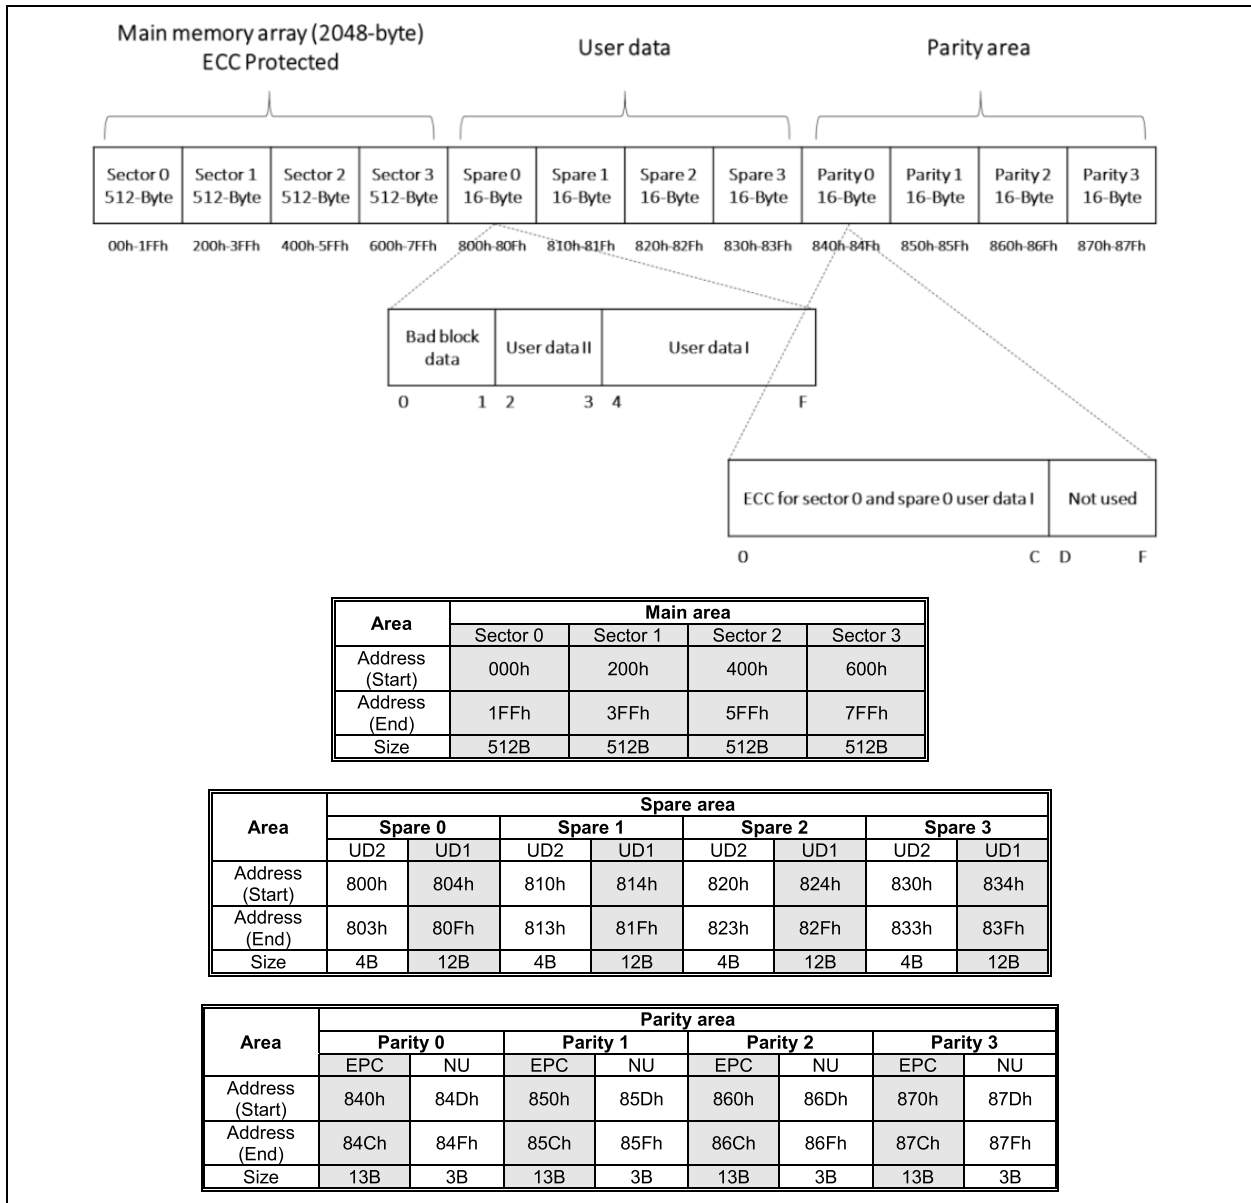 Main memory array (2048-byte)
ECC Protected
User data
Parity area
Sector 0 Sector 1 Sector 2 Sector 3 Spare 0 Spare 1 Spare 2 Spare 3 Parity 0 Parity 1 Parity 2 Parity 3
512-Byte 512-Byte 512-Byte 512-Byte 16-Byte 16-Byte 16-Byte 16-Byte 16-Byte 16-Byte 16-Byte 16-Byte
00h-1FFh 200h-3FFh 400h-5FFh 600h-7FFh 800h-80Fh 810h-81Fh 820h-82Fh 830h-83Fh 840h-84Fh 850h-85Fh 860h-86Fh 870h-87Fh
Bad block
data
User data II
User data I
0 1 2 3 4 F
ECC for sector 0 and spare 0 user data I
Not used
0 C D F
Area
Main area
Sector 0 Sector 1 Sector 2 Sector 3
Address
(Start)
000h 200h 400h 600h
Address
(End)
1FFh 3FFh 5FFh 7FFh
Size 512B 512B 512B 512B
Area
Spare area
Spare 0 Spare 1 Spare 2 Spare 3
UD2 UD1 UD2 UD1 UD2 UD1 UD2 UD1
Address
(Start)
800h 804h 810h 814h 820h 824h 830h 834h
Address
(End)
803h 80Fh 813h 81Fh 823h 82Fh 833h 83Fh
Size 4B 12B 4B 12B 4B 12B 4B 12B
Area
Parity area
Parity 0 Parity 1 Parity 2 Parity 3
EPC NU EPC NU EPC NU EPC NU
Address
(Start)
840h 84Dh 850h 85Dh 860h 86Dh 870h 87Dh
Address
(End)
84Ch 84Fh 85Ch 85Fh 86Ch 86Fh 87Ch 87Fh
Size 13B 3B 13B 3B 13B 3B 13B 3B